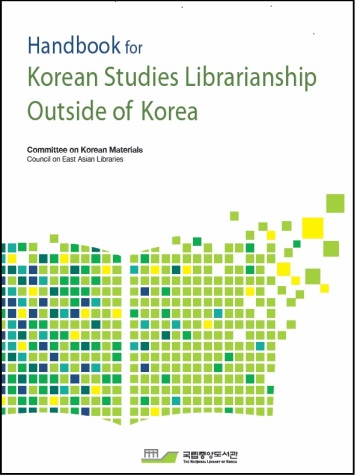 Handbook for
Korean Studies Librarianship
Outside of Korea
Committee on Korean Materials
Council on East Asian Libraries
국립중앙도서관
The National Library of Korea